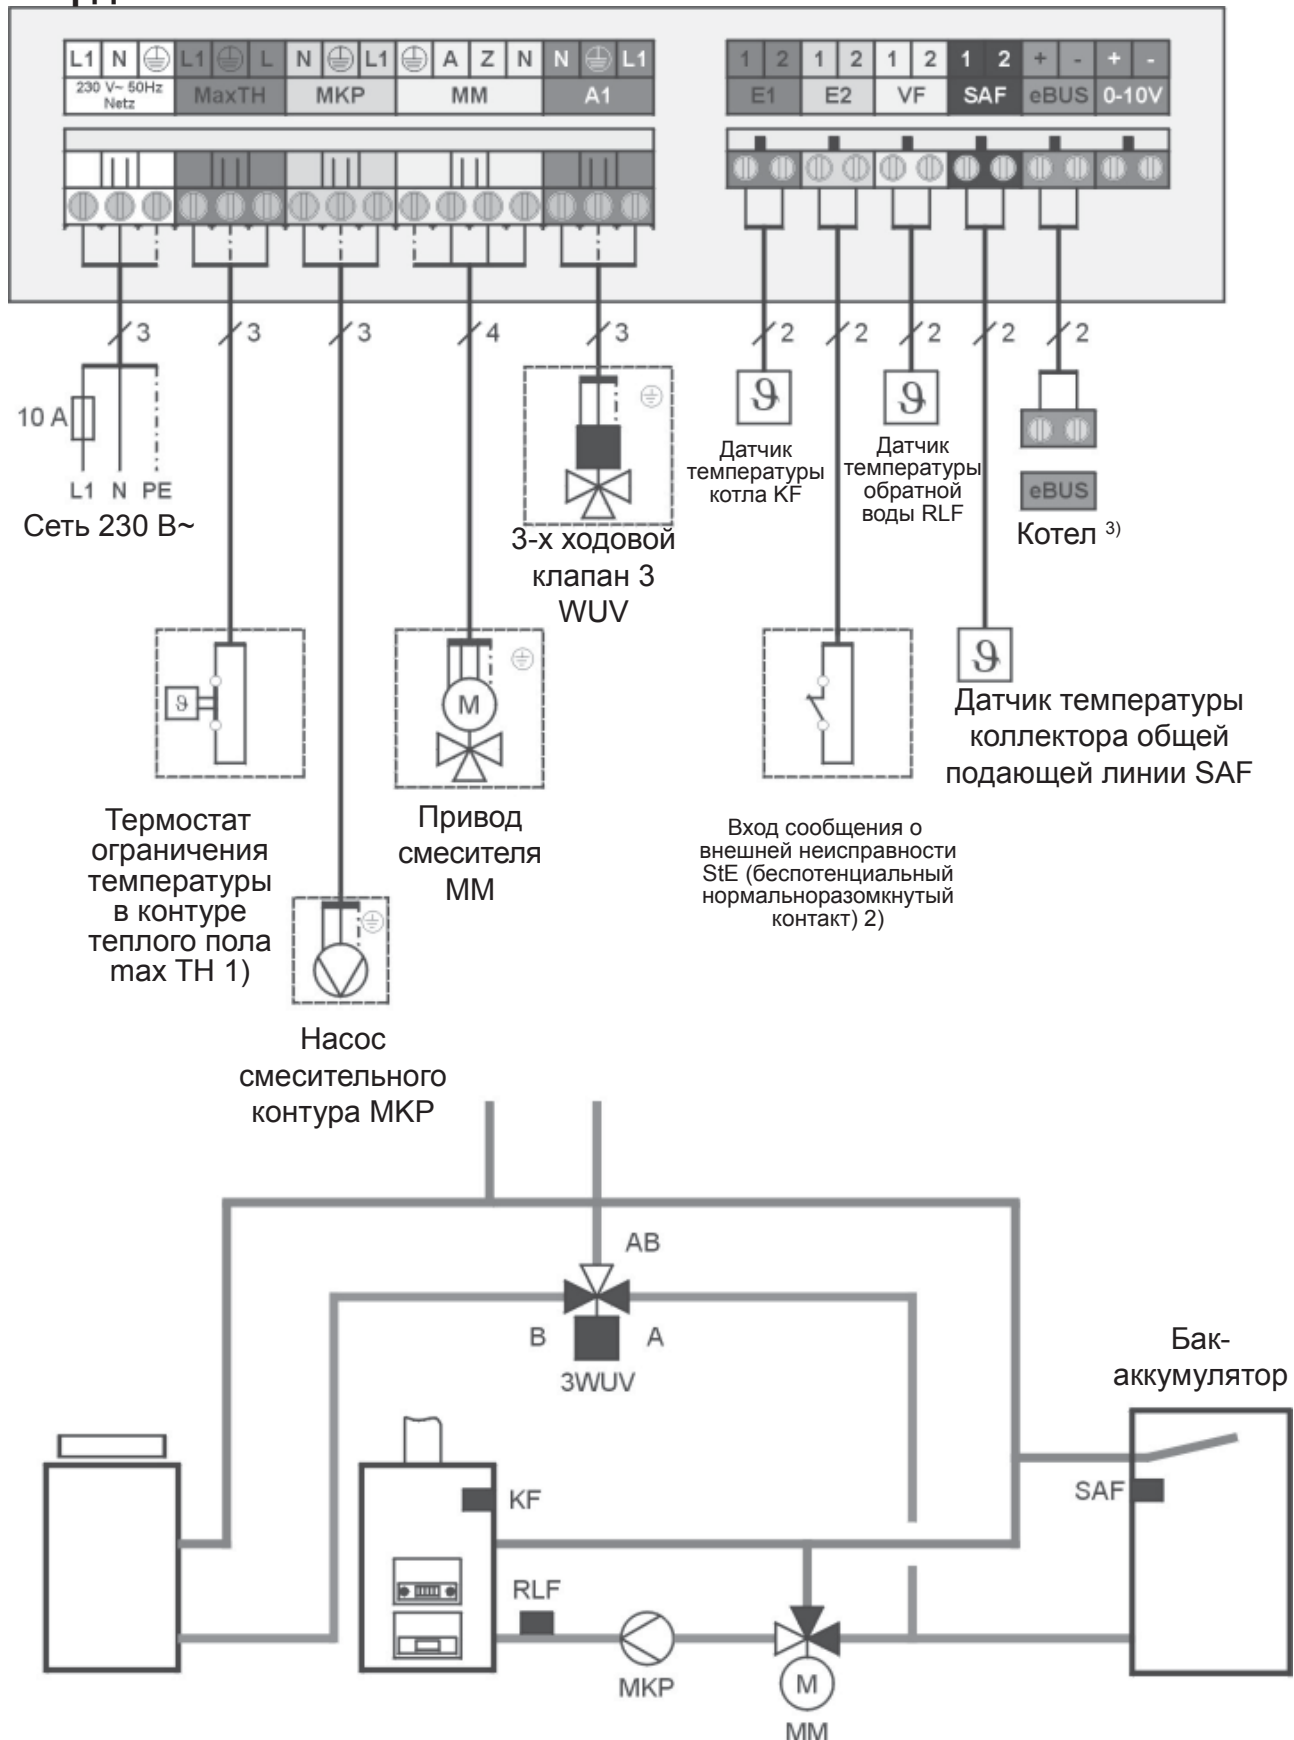 L1 N L1 L N L1 A Z N N L1
230 V~ 50Hz
Netz
MaxTH MKP MM A1
1 2 1 2 1 2 1 2 + - + -
E1 E2 VF SAF eBUS 0-10V
3 3 3 4 3 2 2 2 2 2
10 A
L1 N PE
Сеть 230 В~
3-х ходовой
клапан 3
WUV
ϑ
Датчик
температуры
котла KF
ϑ
Датчик
температуры
обратной
воды RLF
eBUS
Котел 3)
ϑ
Термостат
ограничения
температуры
в контуре
теплого пола
max TH 1)
M
Привод
смесителя
ММ
Вход сообщения о
внешней неисправности
StE (беспотенциальный
нормальноразомкнутый
контакт) 2)
ϑ
Датчик температуры
коллектора общей
подающей линии SAF
Насос
смесительного
контура MKP
AB
B A
3WUV
Бак-
аккумулятор
KF
SAF
RLF
MKP
M
MM